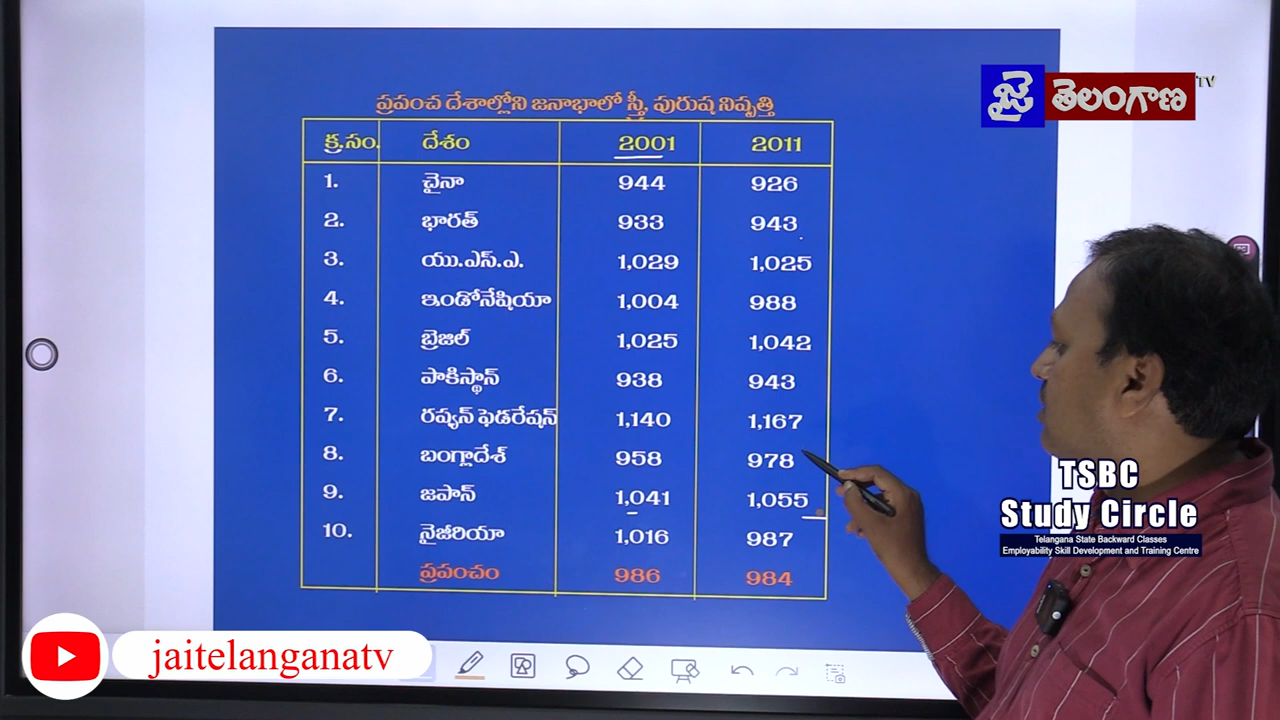 ప్రపంచ దేశాల్లోని జనాభాలో స్త్రీ, పురుష నిష్పత్తి
క్ర.సం. దేశం 2001 2011
1. చైనా 944 926
2. భారత్ 933 943
3. యు.ఎస్.ఎ. 1,029 1,025
4. ఇండోనేషియా 1,004 988
5. బ్రెజిల్ 1,025 1,042
6. పాకిస్థాన్ 938 943
7. రష్యన్ ఫెడరేషన్ 1,140 1,167
8. బంగ్లాదేశ్ 958 978
9. జపాన్ 1,041 1,055
10. నైజీరియా 1,016 987
ప్రపంచం 986 984
జై తెలంగాణ TV
TSBC
Study Circle
Telangana State Backward Classes
Employability Skill Development and Training Centre
jaitelanganatv